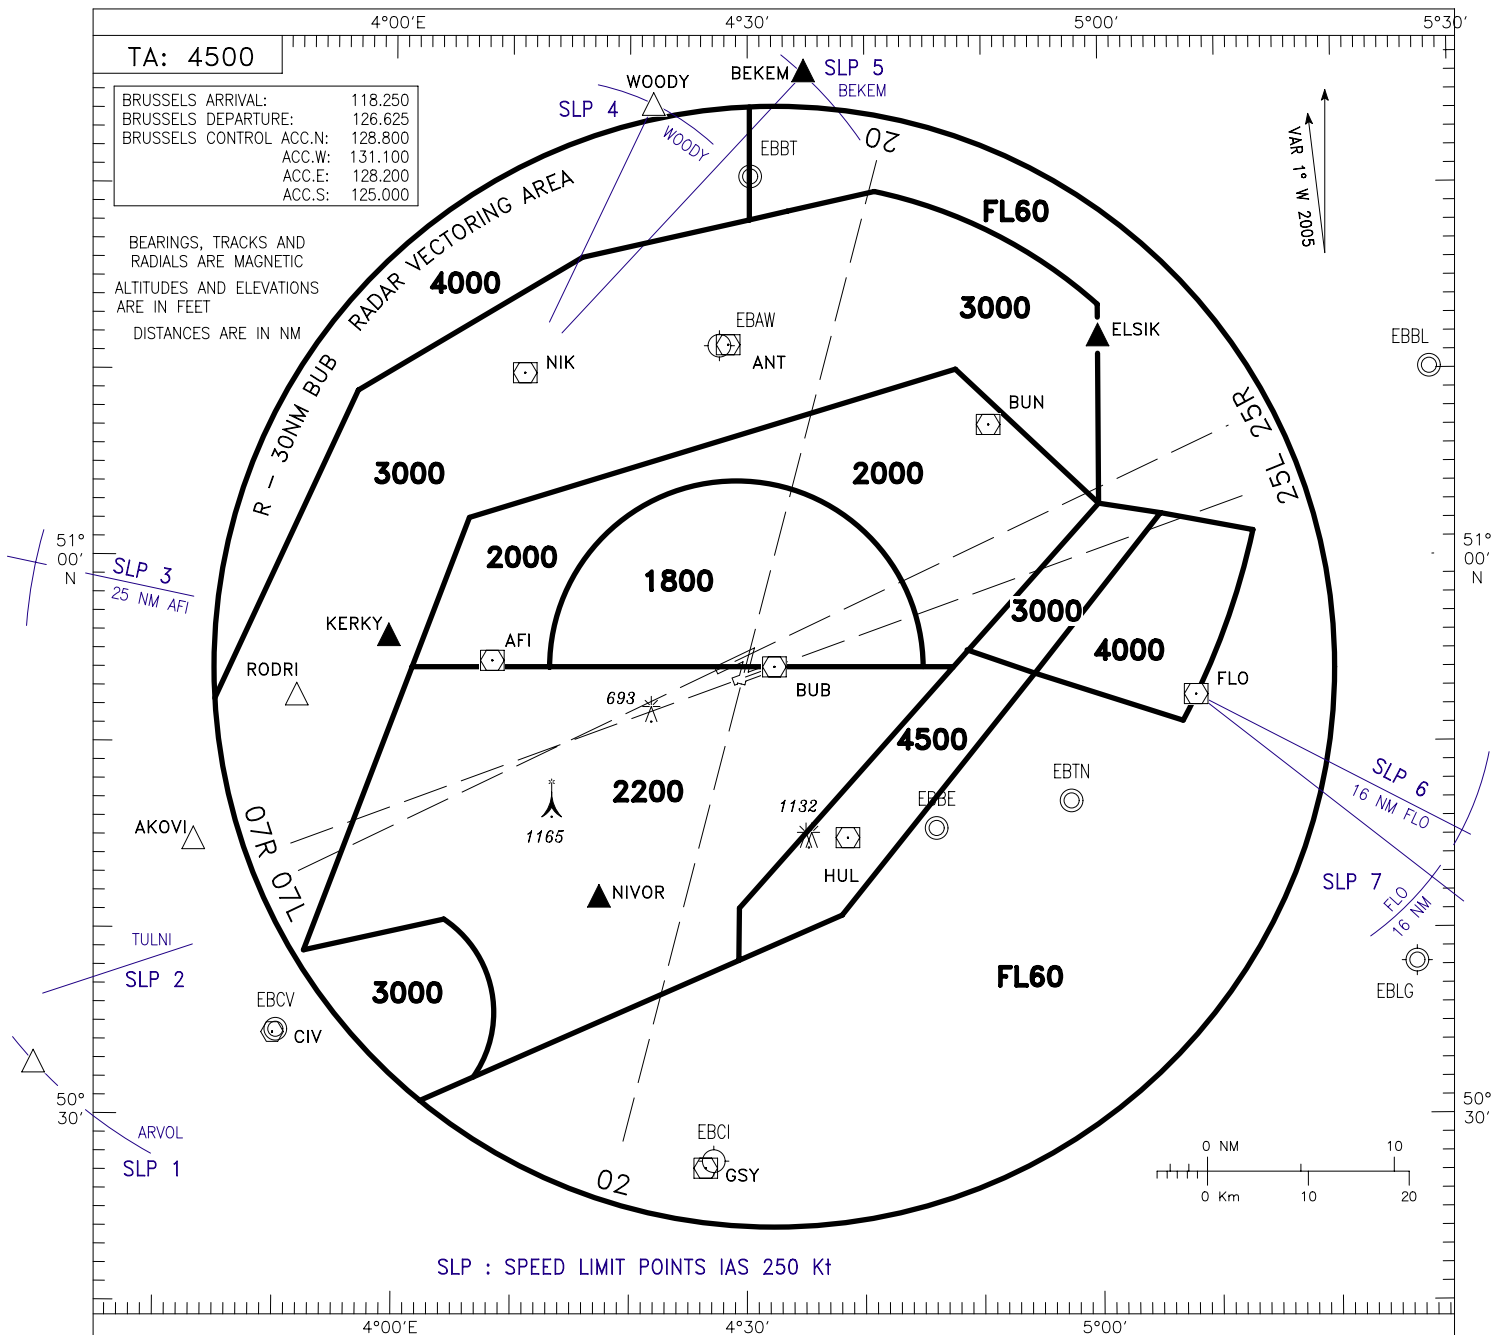 4°00'E
4°30'
5°00'
5°30'
TA: 4500
BRUSSELS ARRIVAL: 118.250
BRUSSELS DEPARTURE: 126.625
BRUSSELS CONTROL ACC.N: 128.800
ACC.W: 131.100
ACC.E: 128.200
ACC.S: 125.000
BEARINGS, TRACKS AND
RADIALS ARE MAGNETIC
ALTITUDES AND ELEVATIONS
ARE IN FEET
DISTANCES ARE IN NM
WOODY
SLP 4
WOODY
BEKEM
SLP 5
BEKEM
20
EBBT
VAR 1° W 2005
R - 30NM BUB RADAR VECTORING AREA
4000
FL60
3000
ELSIK
EBBL
EBAW
ANT
NIK
BUN
25R
25L
3000
2000
2000
1800
51°
00'
N
51°
00'
N
SLP 3
25 NM AFI
KERKY
AFI
RODRI
BUB
3000
4000
FLO
693
4500
2200
1165
1132
EBBE
EBTN
HUL
SLP 6
16 NM FLO
SLP 7
FLO
16 NM
AKOVI
07R
07L
NIVOR
TULNI
SLP 2
3000
FL60
EBLG
EBCV
CIV
50°
30'
50°
30'
ARVOL
SLP 1
EBCI
GSY
02
0 NM 10
0 Km 10 20
SLP : SPEED LIMIT POINTS IAS 250 Kt
4°00'E
4°30'
5°00'